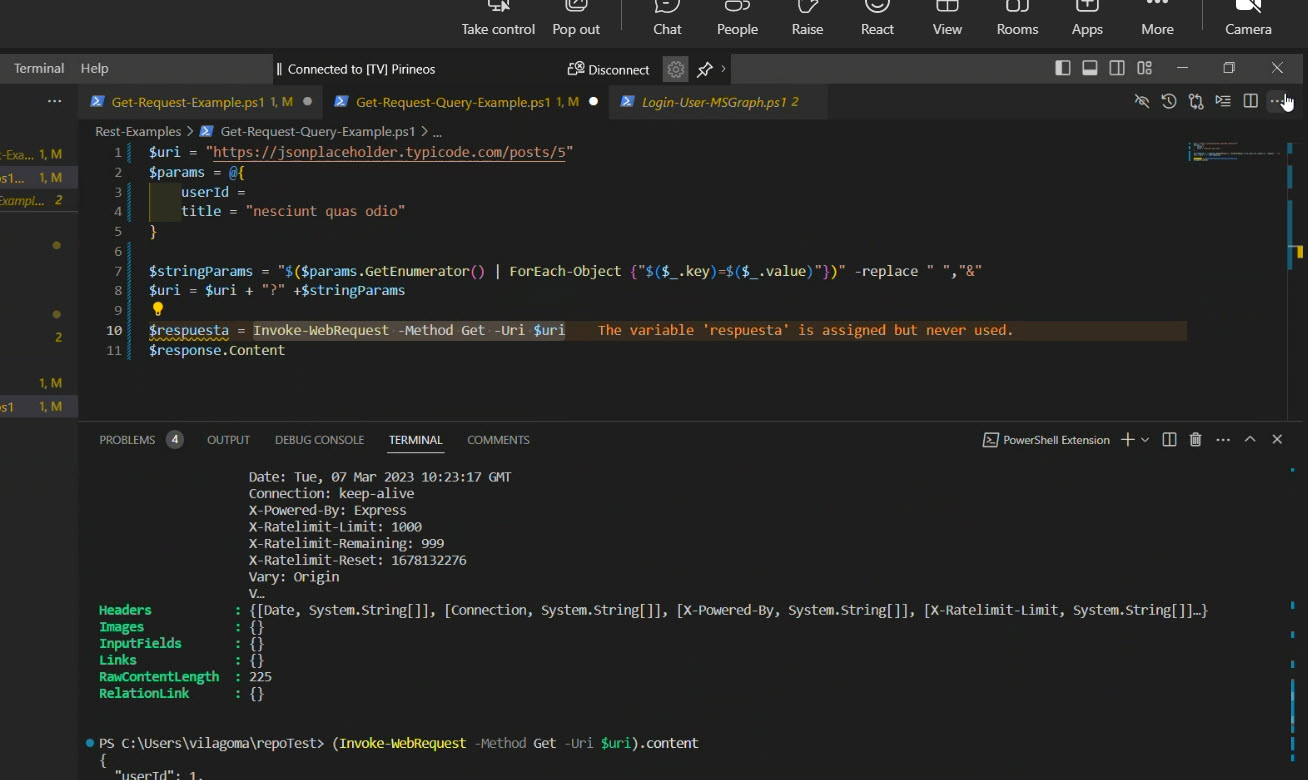 Take control Pop out Chat People Raise React View Rooms Apps More Camera
Terminal Help Connected to [TV] Pirineos Disconnect
Get-Request-Example.ps1 1, M Get-Request-Query-Example.ps1 1, M Login-User-MSGraph.ps1 2
Rest-Examples > Get-Request-Query-Example.ps1 > ...
-Exa... 1, M
ps1... 1, M
Exampl... 2
2
1, M
ps1 1, M
1 $uri = "https://jsonplaceholder.typicode.com/posts/5"
2 $params = @{
3 userId =
4 title = "nesciunt quas odio"
5 }
6
7 $stringParams = "$($params.GetEnumerator() | ForEach-Object {"$($_.key)=$($_.value)"})" -replace " ","&"
8 $uri = $uri + "?" +$stringParams
9
10 $respuesta = Invoke-WebRequest -Method Get -Uri $uri The variable 'respuesta' is assigned but never used.
11 $response.Content
PROBLEMS 4 OUTPUT DEBUG CONSOLE TERMINAL COMMENTS PowerShell Extension
Date: Tue, 07 Mar 2023 10:23:17 GMT
Connection: keep-alive
X-Powered-By: Express
X-Ratelimit-Limit: 1000
X-Ratelimit-Remaining: 999
X-Ratelimit-Reset: 1678132276
Vary: Origin
V…
Headers : {[Date, System.String[]], [Connection, System.String[]], [X-Powered-By, System.String[]], [X-Ratelimit-Limit, System.String[]]…}
Images : {}
InputFields : {}
Links : {}
RawContentLength : 225
RelationLink : {}
PS C:\Users\vilagoma\repoTest> (Invoke-WebRequest -Method Get -Uri $uri).content
{
"userId": 1,